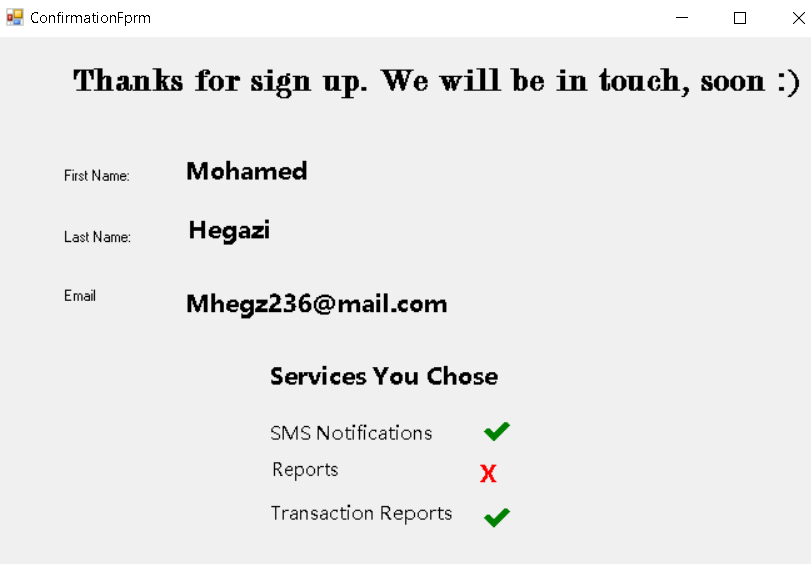 ConfirmationFprm
Thanks for sign up. We will be in touch, soon :)
First Name: Mohamed
Last Name: Hegazi
Email Mhegz236@mail.com
Services You Chose
SMS Notifications ✔
Reports X
Transaction Reports ✔